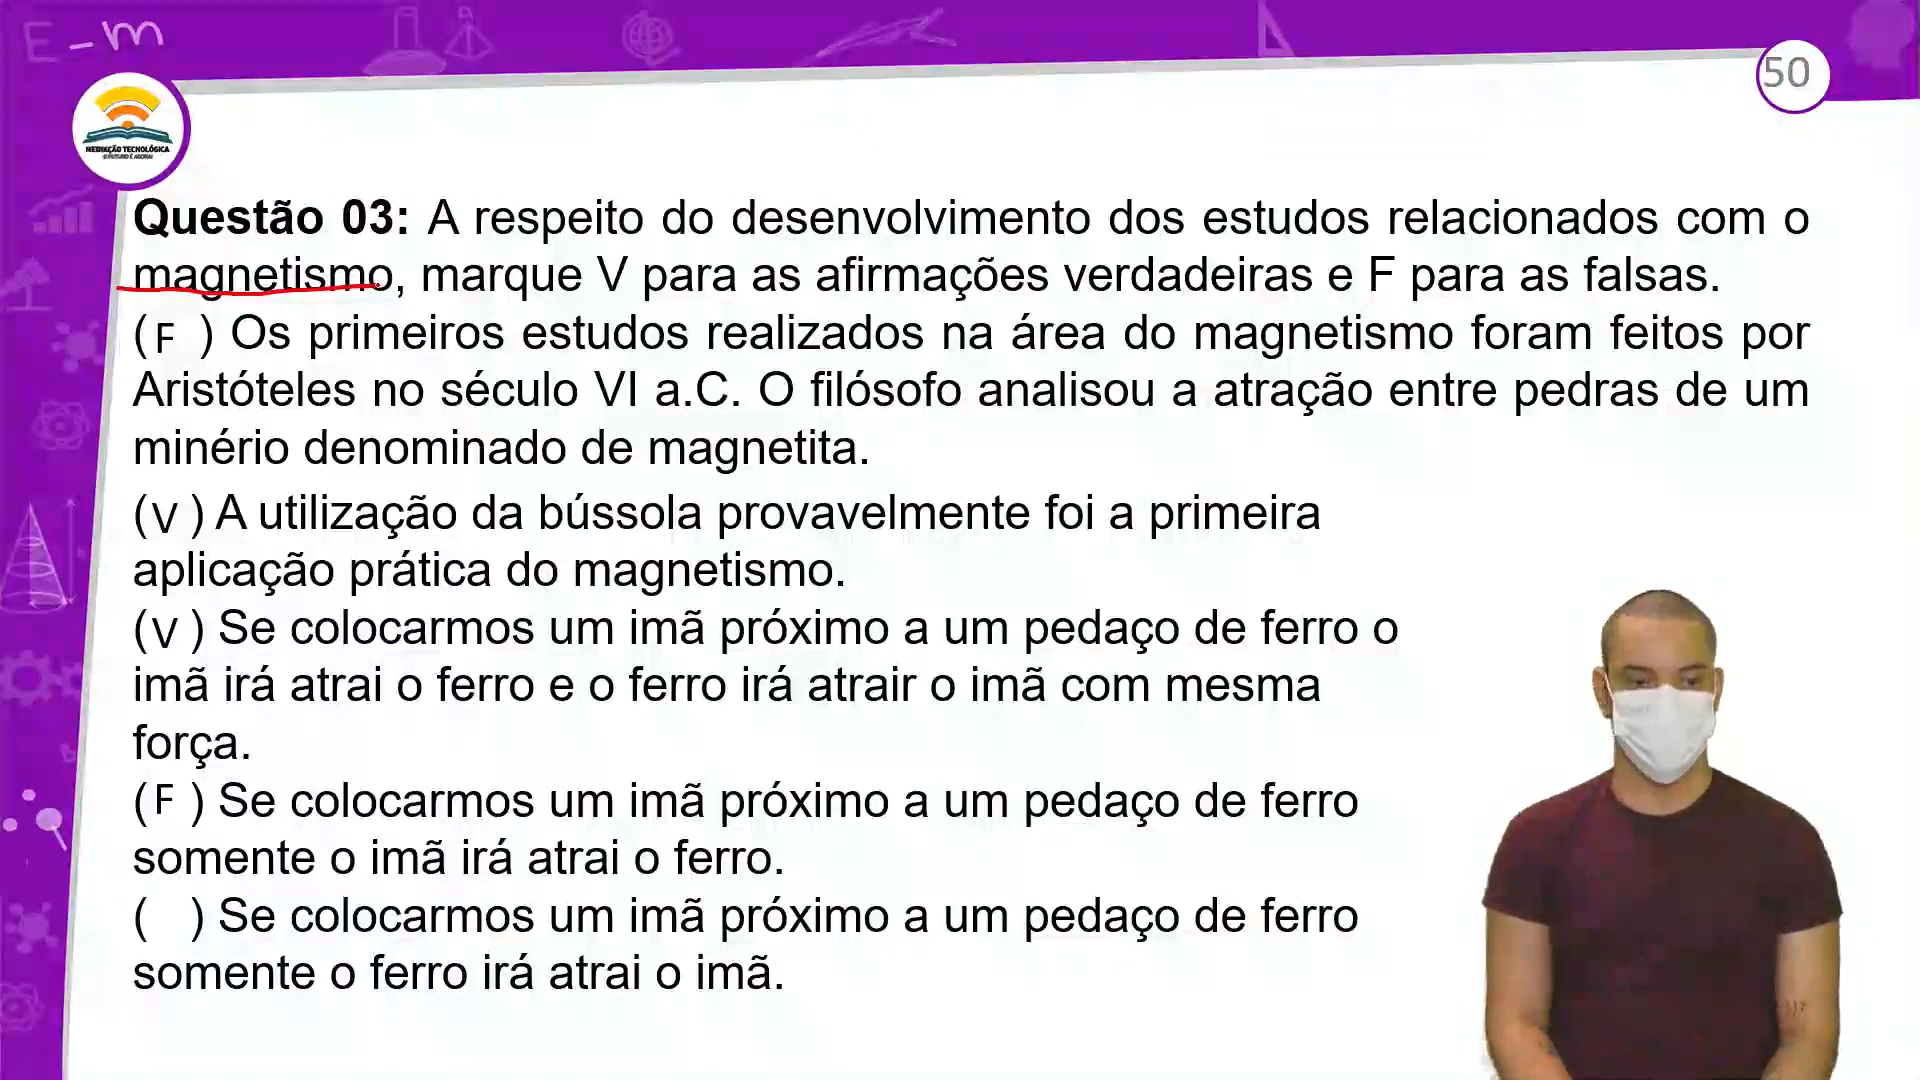 E-m
50
MEDIAÇÃO TECNOLÓGICA
O FUTURO É AGORA!
Questão 03: A respeito do desenvolvimento dos estudos relacionados com o
magnetismo, marque V para as afirmações verdadeiras e F para as falsas.
( F ) Os primeiros estudos realizados na área do magnetismo foram feitos por
Aristóteles no século VI a.C. O filósofo analisou a atração entre pedras de um
minério denominado de magnetita.
( V ) A utilização da bússola provavelmente foi a primeira
aplicação prática do magnetismo.
( V ) Se colocarmos um imã próximo a um pedaço de ferro o
imã irá atrai o ferro e o ferro irá atrair o imã com mesma
força.
( F ) Se colocarmos um imã próximo a um pedaço de ferro
somente o imã irá atrai o ferro.
(   ) Se colocarmos um imã próximo a um pedaço de ferro
somente o ferro irá atrai o imã.